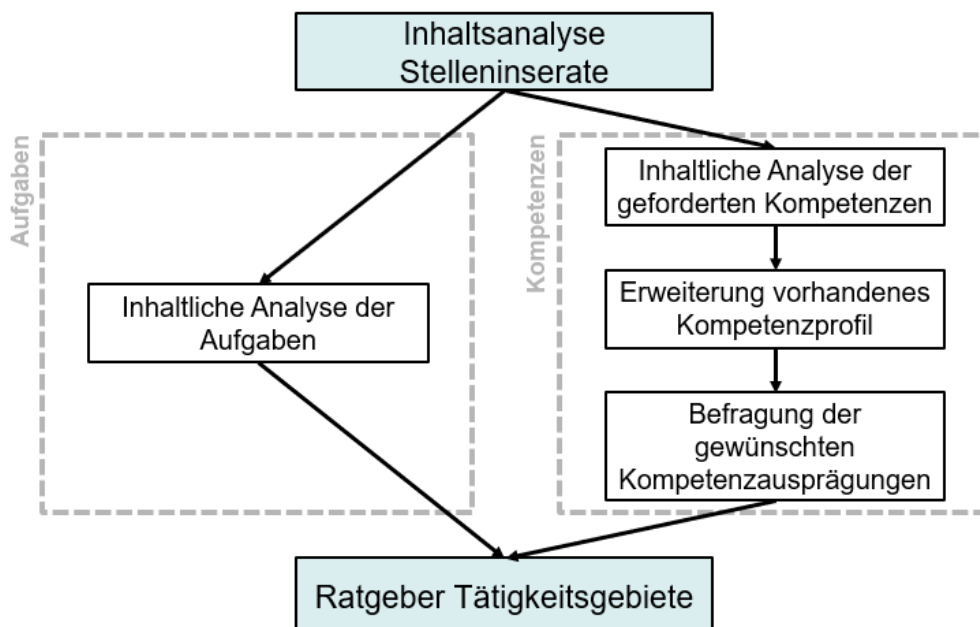 Inhaltsanalyse
Stelleninserate
Aufgaben
Inhaltliche Analyse der
Aufgaben
Kompetenzen
Inhaltliche Analyse der
geforderten Kompetenzen
Erweiterung vorhandenes
Kompetenzprofil
Befragung der
gewünschten
Kompetenzausprägungen
Ratgeber Tätigkeitsgebiete